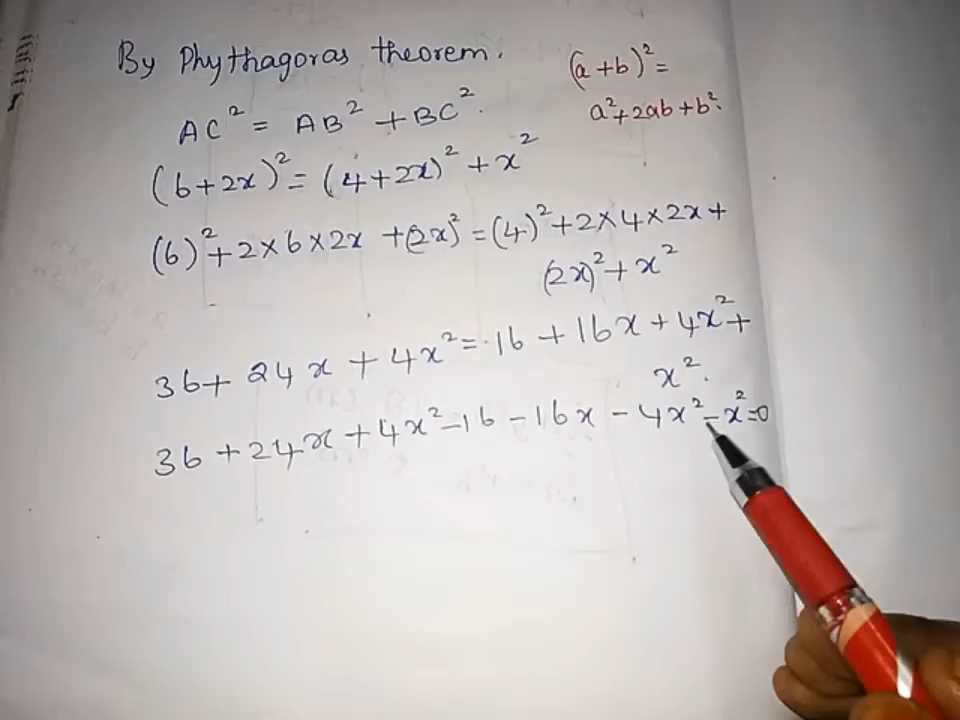 By Phythagoras theorem.
(a+b)² =
a²+2ab+b².
AC² = AB² + BC².
(6+2x)² = (4+2x)² + x²
(6)² + 2×6×2x + (2x)² = (4)² + 2×4×2x +
(2x)² + x²
36 + 24x + 4x² = 16 + 16x + 4x² +
x².
36 + 24x + 4x² - 16 - 16x - 4x² - x² = 0